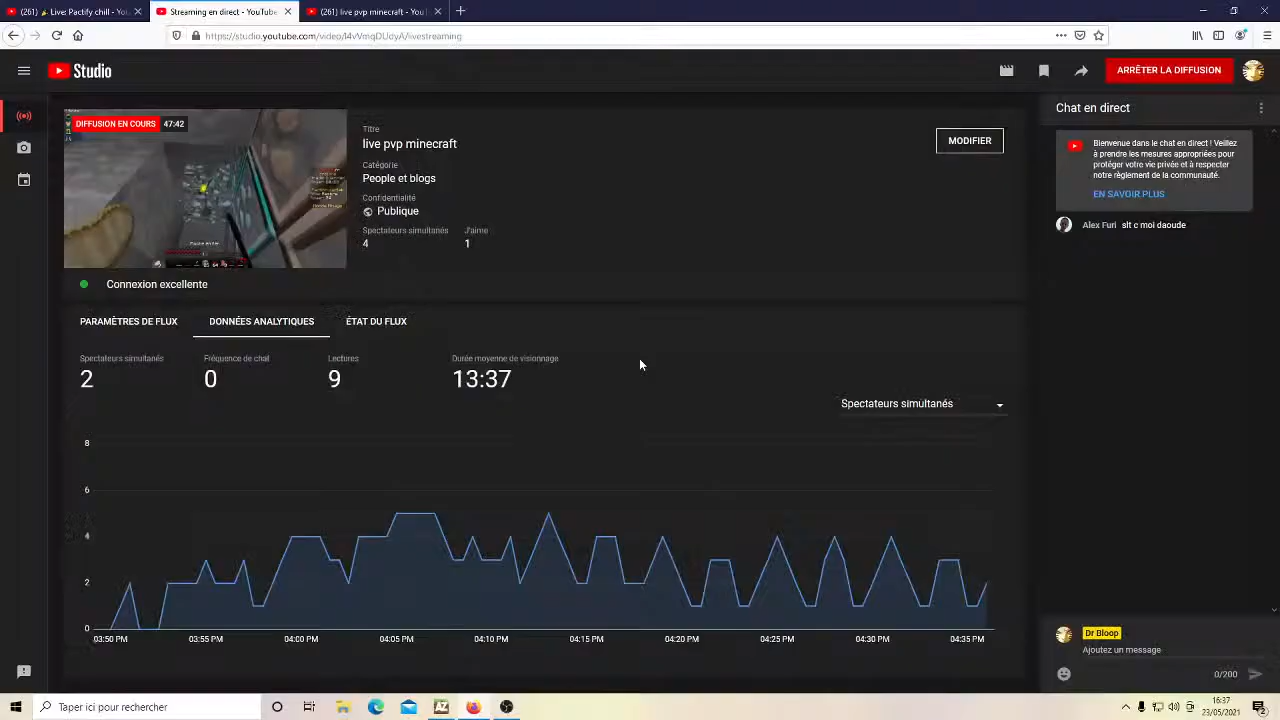 (261) 🎉 Live: Pactify chill - You
Streaming en direct - YouTube
(261) live pvp minecraft - You
https://studio.youtube.com/video/l4vVmqDUdyA/livestreaming
Studio
ARRÊTER LA DIFFUSION
DIFFUSION EN COURS 47:42
Titre
live pvp minecraft
MODIFIER
Catégorie
People et blogs
Confidentialité
Publique
Spectateurs simultanés J'aime
4 1
Connexion excellente
Chat en direct
Bienvenue dans le chat en direct ! Veillez
à prendre les mesures appropriées pour
protéger votre vie privée et à respecter
notre règlement de la communauté.
EN SAVOIR PLUS
Alex Furi slt c moi daoude
PARAMÈTRES DE FLUX DONNÉES ANALYTIQUES ÉTAT DU FLUX
Spectateurs simultanés Fréquence de chat Lectures Durée moyenne de visionnage
2 0 9 13:37
Spectateurs simultanés
8
6
4
2
0
03:50 PM 03:55 PM 04:00 PM 04:05 PM 04:10 PM 04:15 PM 04:20 PM 04:25 PM 04:30 PM 04:35 PM
Dr Bloop
Ajoutez un message
0/200
Taper ici pour rechercher
16:37
23/05/2021
2